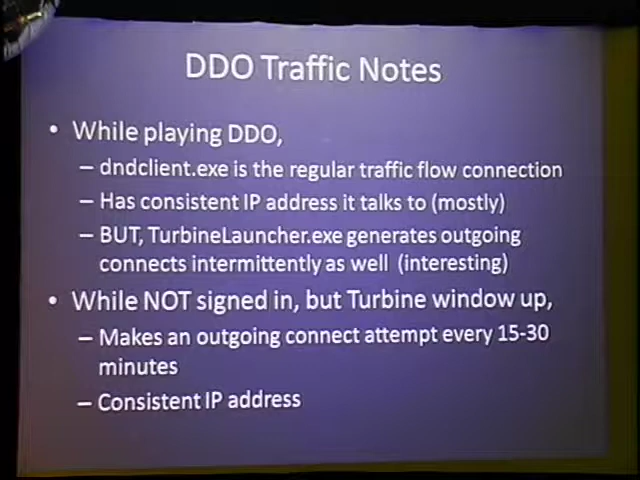 DDO Traffic Notes
• While playing DDO,
– dndclient.exe is the regular traffic flow connection
– Has consistent IP address it talks to (mostly)
– BUT, TurbineLauncher.exe generates outgoing
connects intermittently as well (interesting)
• While NOT signed in, but Turbine window up,
– Makes an outgoing connect attempt every 15-30
minutes
– Consistent IP address